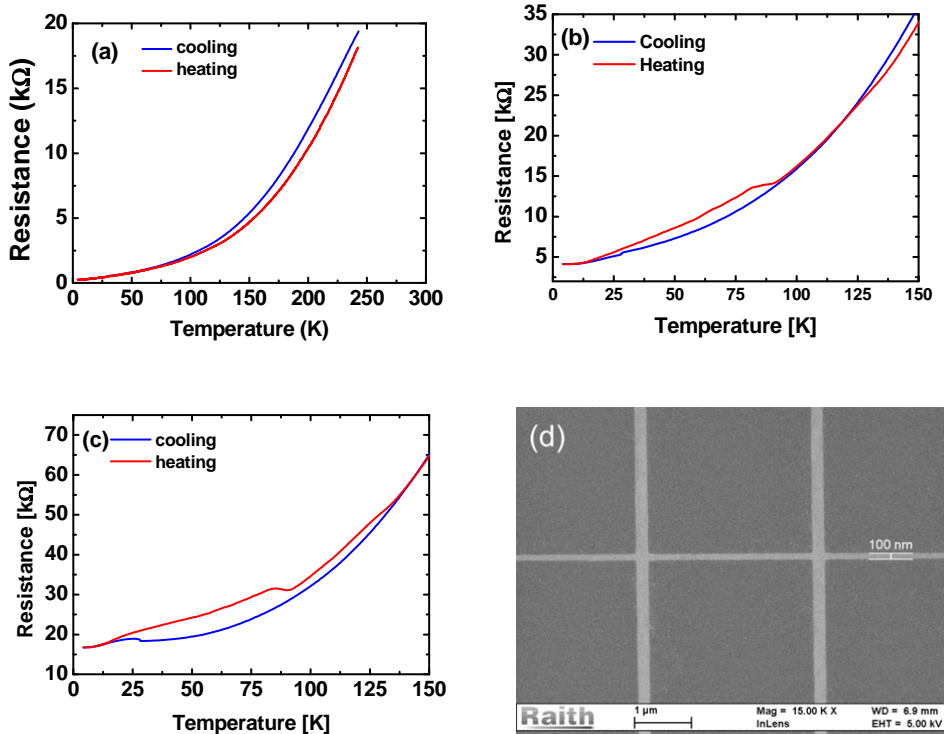 (a)
cooling
heating
20
15
10
5
0
0 50 100 150 200 250 300
Resistance (kΩ)
Temperature (K)
(b)
Cooling
Heating
35
30
25
20
15
10
5
0 25 50 75 100 125 150
Resistance [kΩ]
Temperature [K]
(c)
cooling
heating
70
60
50
40
30
20
10
0 25 50 75 100 125 150
Resistance [kΩ]
Temperature [K]
(d)
100 nm
Raith
1 µm
Mag = 15.00 K X WD = 6.9 mm
InLens EHT = 5.00 kV